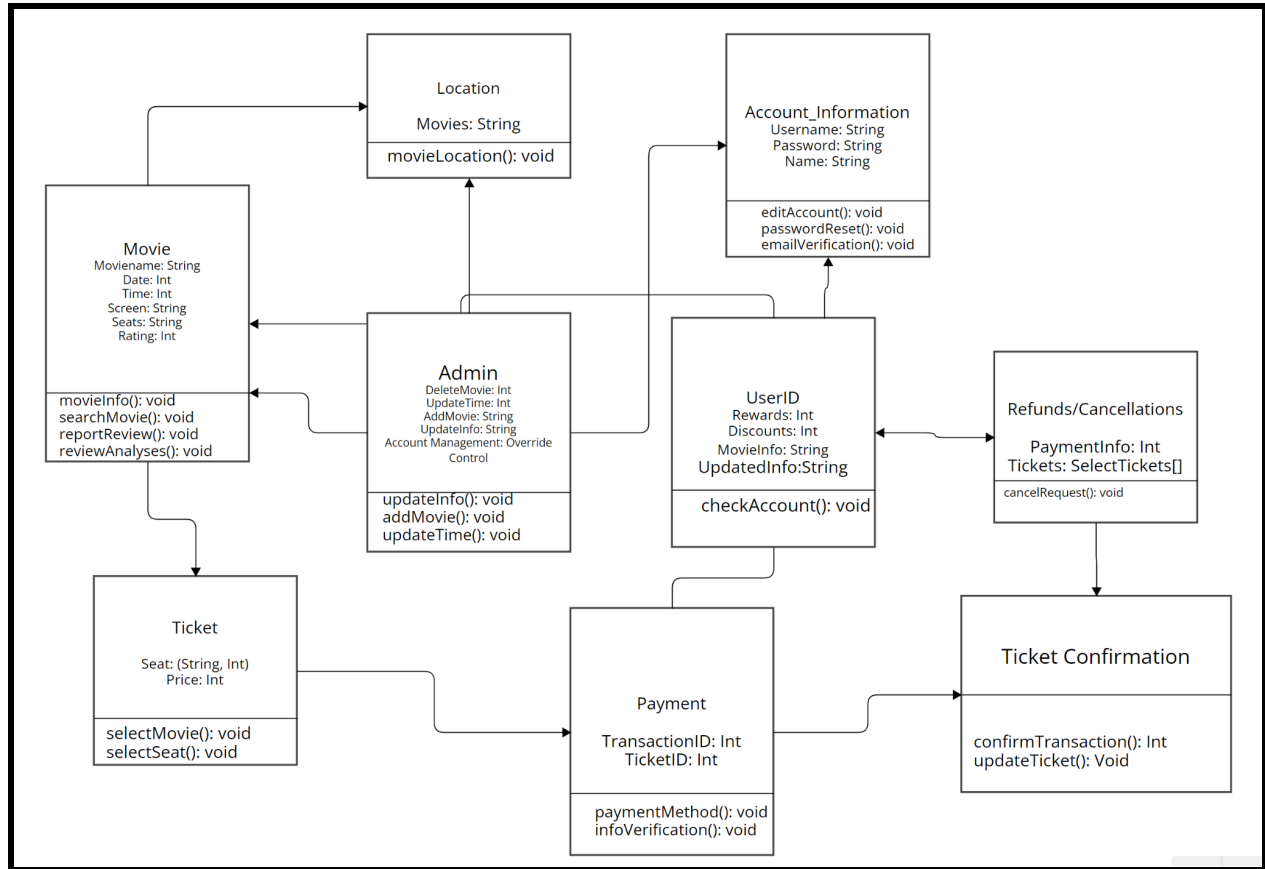 Location
Movies: String
movieLocation(): void
Account_Information
Username: String
Password: String
Name: String
editAccount(): void
passwordReset(): void
emailVerification(): void
Movie
Moviename: String
Date: Int
Time: Int
Screen: String
Seats: String
Rating: Int
movieInfo(): void
searchMovie(): void
reportReview(): void
reviewAnalyses(): void
Admin
DeleteMovie: Int
UpdateTime: Int
AddMovie: String
UpdateInfo: String
Account Management: Override
Control
updateInfo(): void
addMovie(): void
updateTime(): void
UserID
Rewards: Int
Discounts: Int
MovieInfo: String
UpdatedInfo:String
checkAccount(): void
Refunds/Cancellations
PaymentInfo: Int
Tickets: SelectTickets[]
cancelRequest(): void
Ticket
Seat: (String, Int)
Price: Int
selectMovie(): void
selectSeat(): void
Payment
TransactionID: Int
TicketID: Int
paymentMethod(): void
infoVerification(): void
Ticket Confirmation
confirmTransaction(): Int
updateTicket(): Void